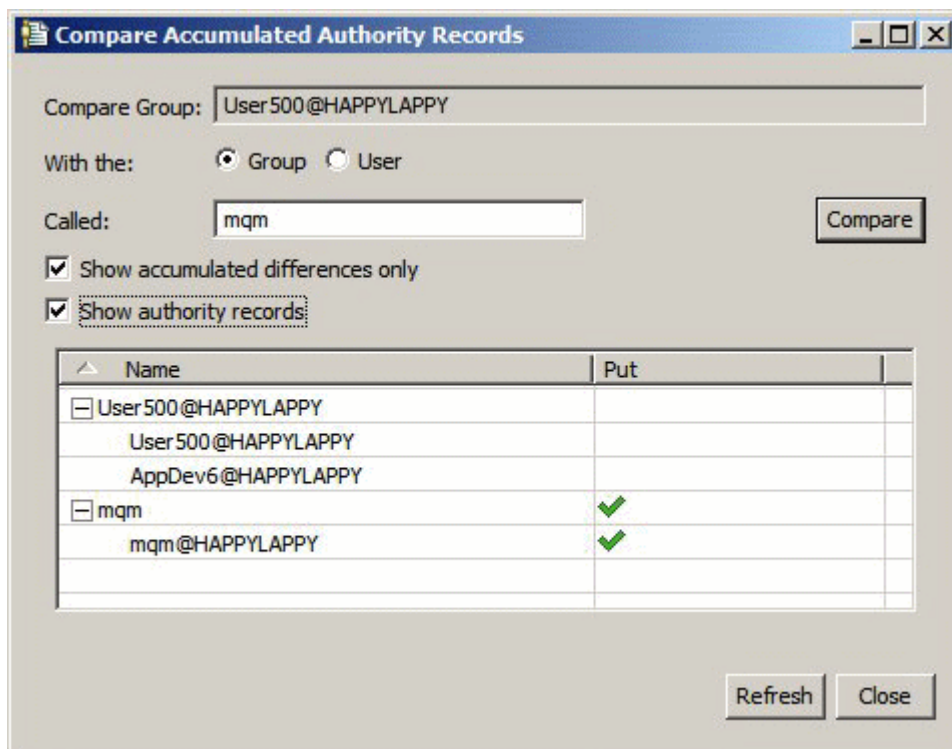 Compare Accumulated Authority Records
Compare Group: User500@HAPPYLAPPY
With the: Group User
Called: mqm Compare
Show accumulated differences only
Show authority records
Name Put
User500@HAPPYLAPPY
User500@HAPPYLAPPY
AppDev6@HAPPYLAPPY
mqm
mqm@HAPPYLAPPY
Refresh Close